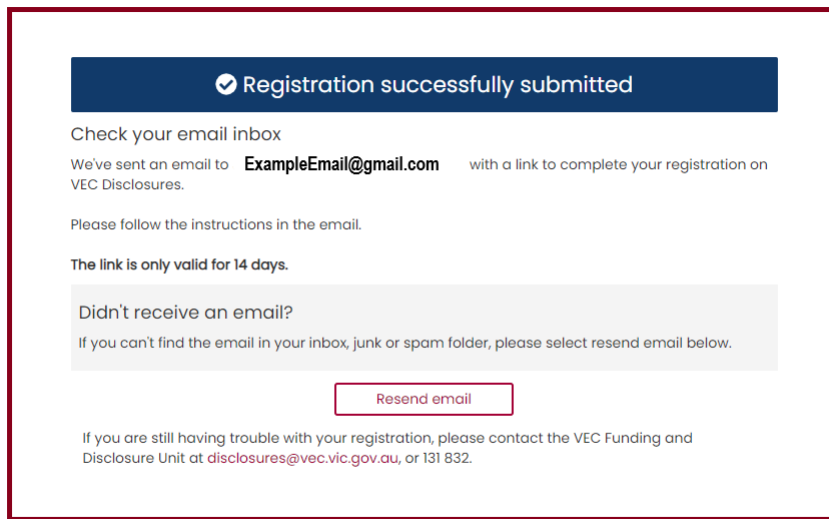 Registration successfully submitted
Check your email inbox
We've sent an email to ExampleEmail@gmail.com with a link to complete your registration on
VEC Disclosures.
Please follow the instructions in the email.
The link is only valid for 14 days.
Didn't receive an email?
If you can't find the email in your inbox, junk or spam folder, please select resend email below.
Resend email
If you are still having trouble with your registration, please contact the VEC Funding and
Disclosure Unit at disclosures@vec.vic.gov.au, or 131 832.